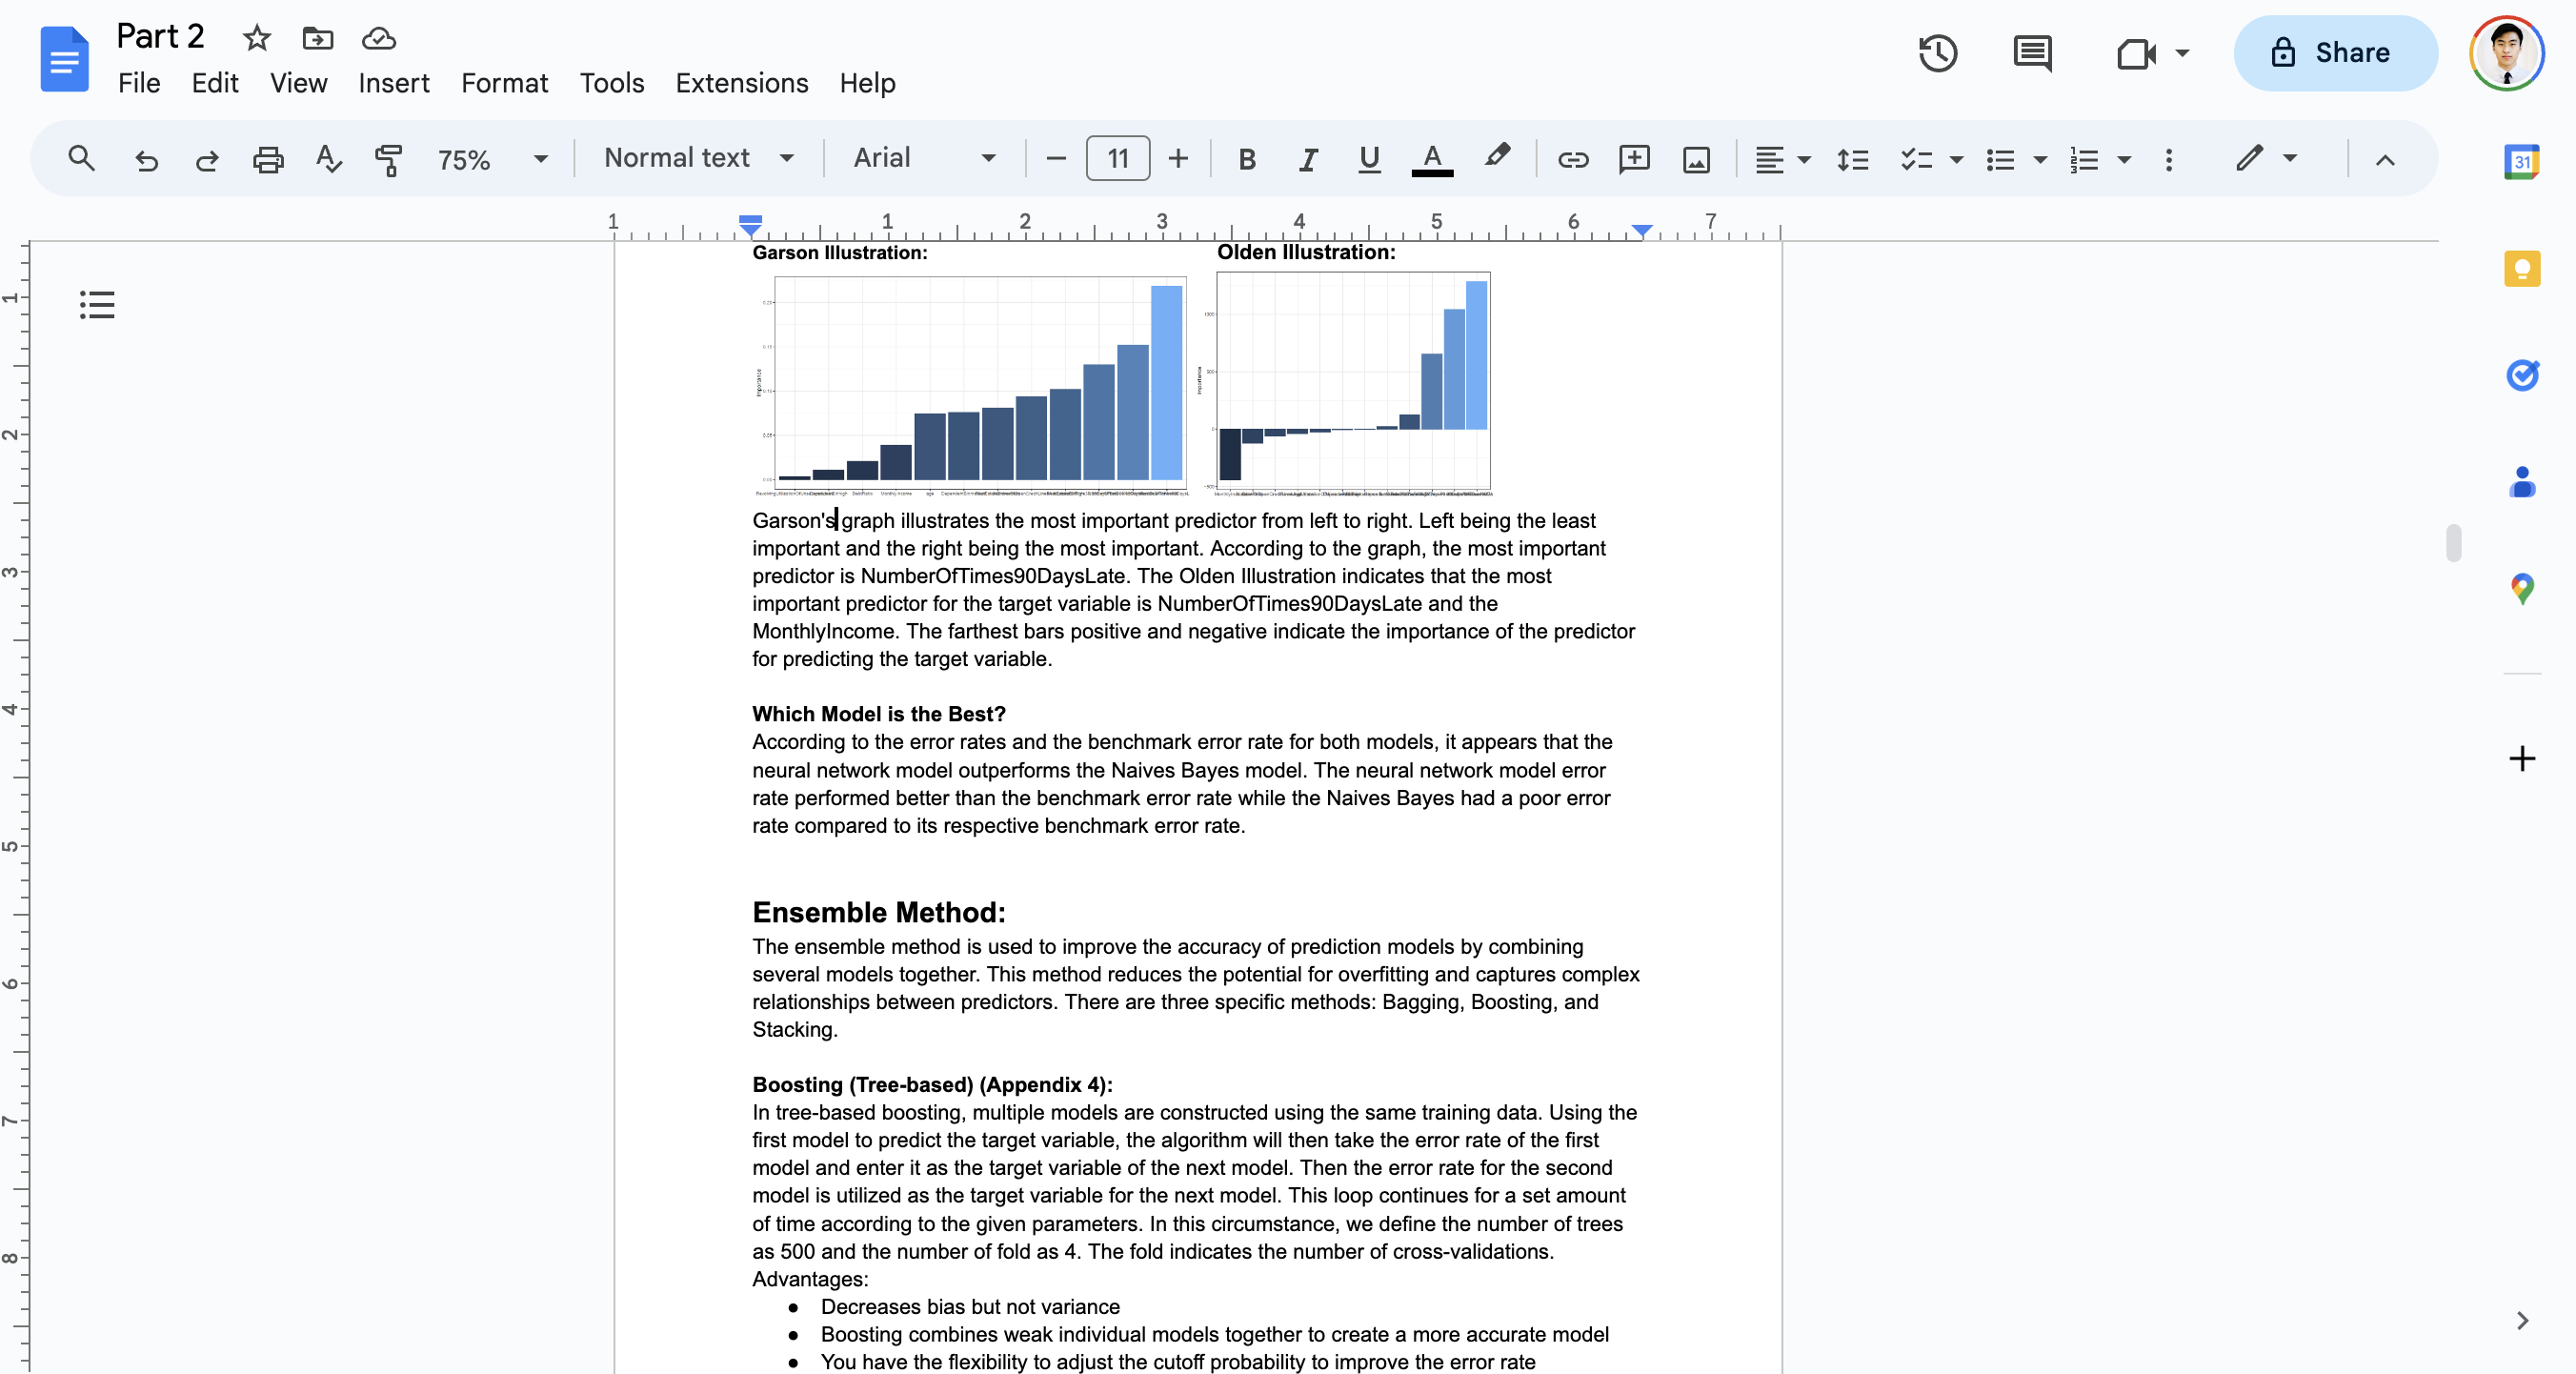 Part 2
File Edit View Insert Format Tools Extensions Help
Share
75% Normal text Arial 11 B I U A
31
1 1 2 3 4 5 6 7
1
2
3
4
5
6
7
8
Garson Illustration: Olden Illustration:
Garson's graph illustrates the most important predictor from left to right. Left being the least
important and the right being the most important. According to the graph, the most important
predictor is NumberOfTimes90DaysLate. The Olden Illustration indicates that the most
important predictor for the target variable is NumberOfTimes90DaysLate and the
MonthlyIncome. The farthest bars positive and negative indicate the importance of the predictor
for predicting the target variable.
Which Model is the Best?
According to the error rates and the benchmark error rate for both models, it appears that the
neural network model outperforms the Naives Bayes model. The neural network model error
rate performed better than the benchmark error rate while the Naives Bayes had a poor error
rate compared to its respective benchmark error rate.
Ensemble Method:
The ensemble method is used to improve the accuracy of prediction models by combining
several models together. This method reduces the potential for overfitting and captures complex
relationships between predictors. There are three specific methods: Bagging, Boosting, and
Stacking.
Boosting (Tree-based) (Appendix 4):
In tree-based boosting, multiple models are constructed using the same training data. Using the
first model to predict the target variable, the algorithm will then take the error rate of the first
model and enter it as the target variable of the next model. Then the error rate for the second
model is utilized as the target variable for the next model. This loop continues for a set amount
of time according to the given parameters. In this circumstance, we define the number of trees
as 500 and the number of fold as 4. The fold indicates the number of cross-validations.
Advantages:
● Decreases bias but not variance
● Boosting combines weak individual models together to create a more accurate model
● You have the flexibility to adjust the cutoff probability to improve the error rate